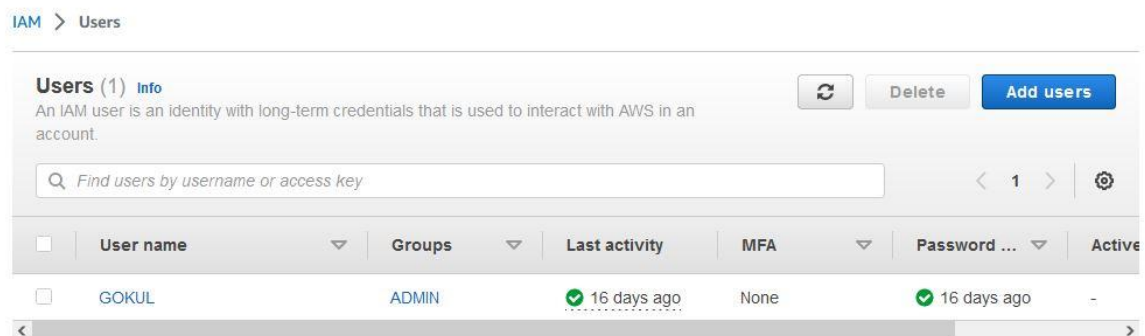 IAM > Users
Users (1) Info
An IAM user is an identity with long-term credentials that is used to interact with AWS in an
account.
Delete
Add users
Find users by username or access key
< 1 >
User name Groups Last activity MFA Password ... Active
GOKUL ADMIN 16 days ago None 16 days ago -